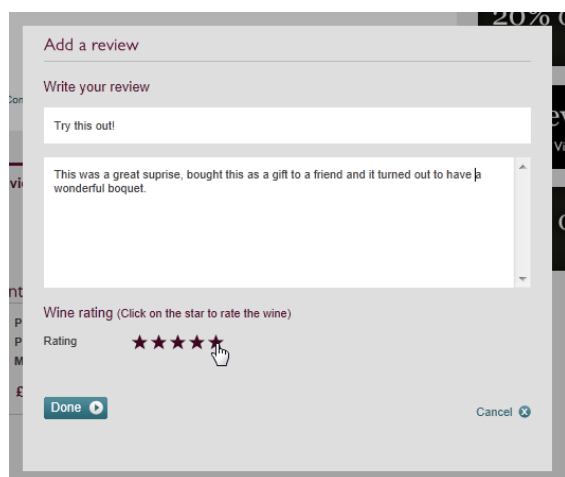 20%
Add a review
Write your review
Try this out!
This was a great suprise, bought this as a gift to a friend and it turned out to have a
wonderful boquet.
Wine rating (Click on the star to rate the wine)
Rating
Done
Cancel
£